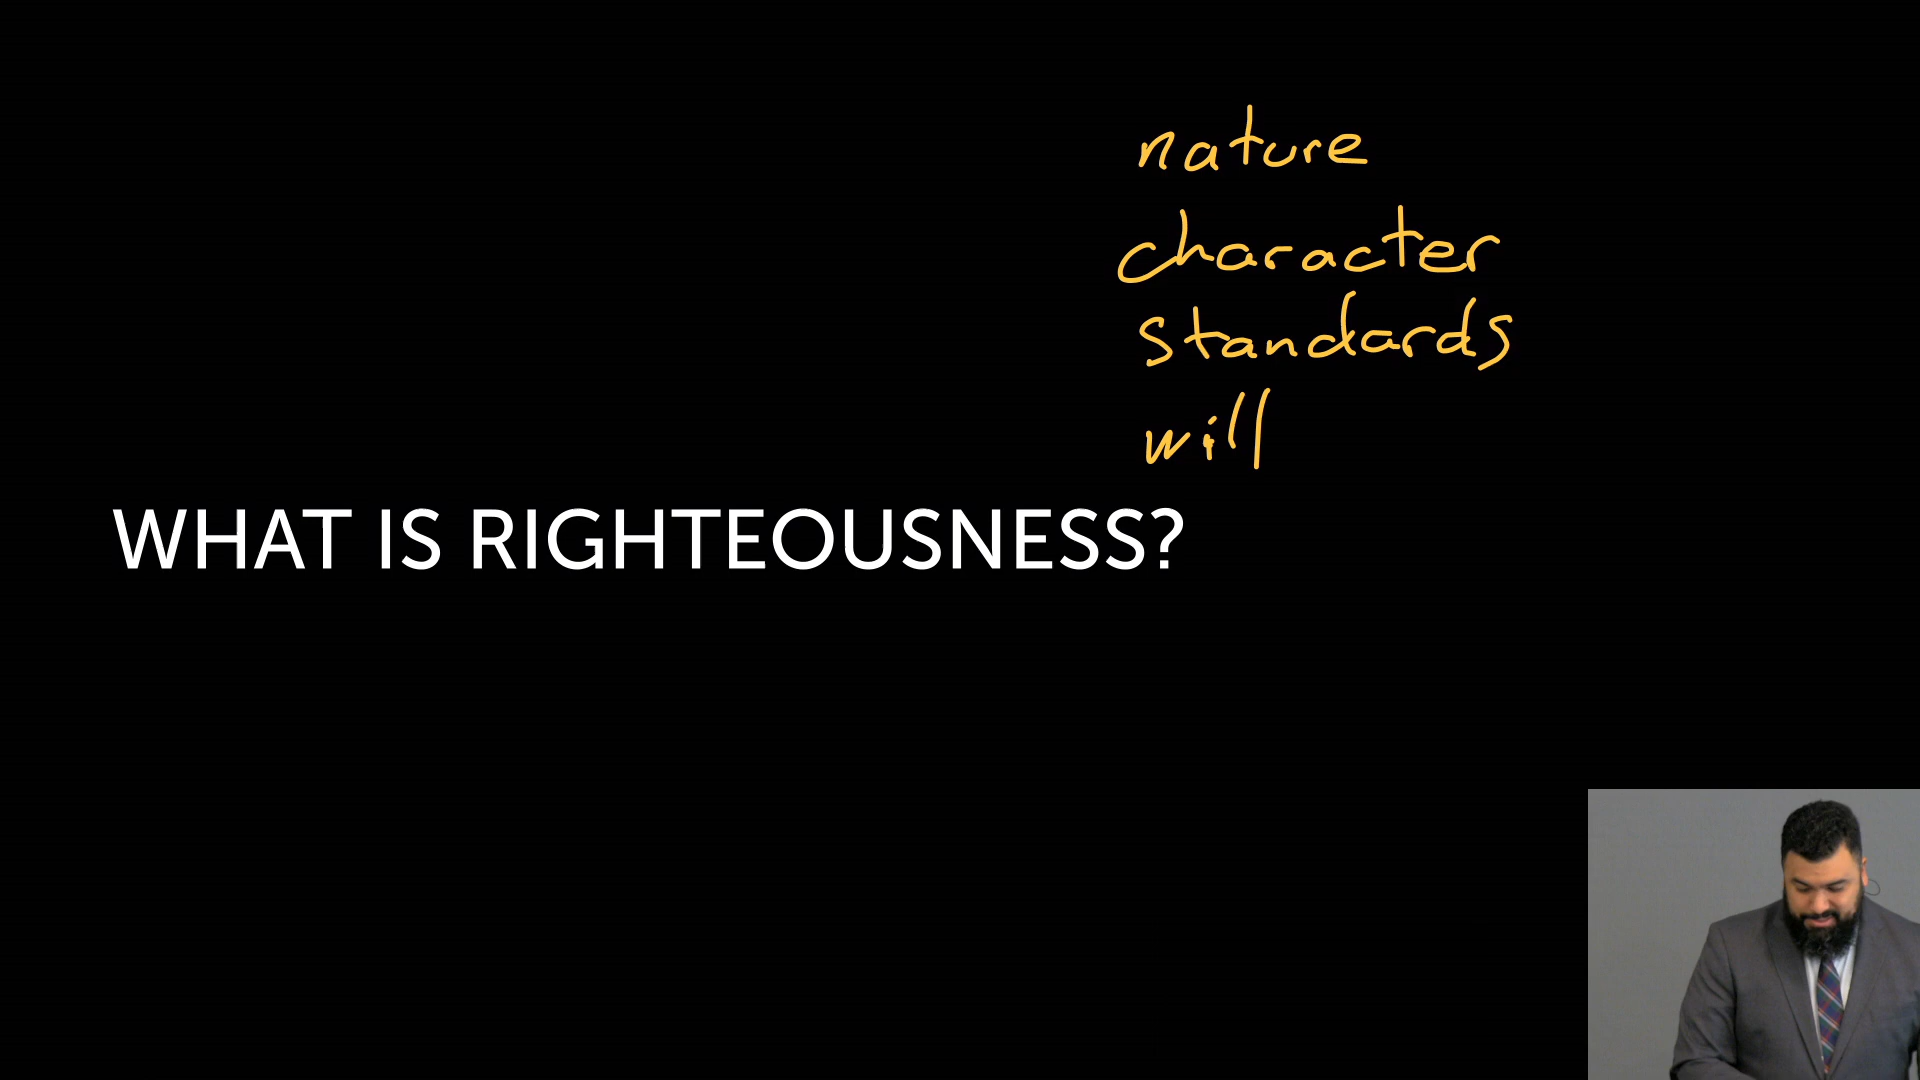 nature
character
standards
will
WHAT IS RIGHTEOUSNESS?